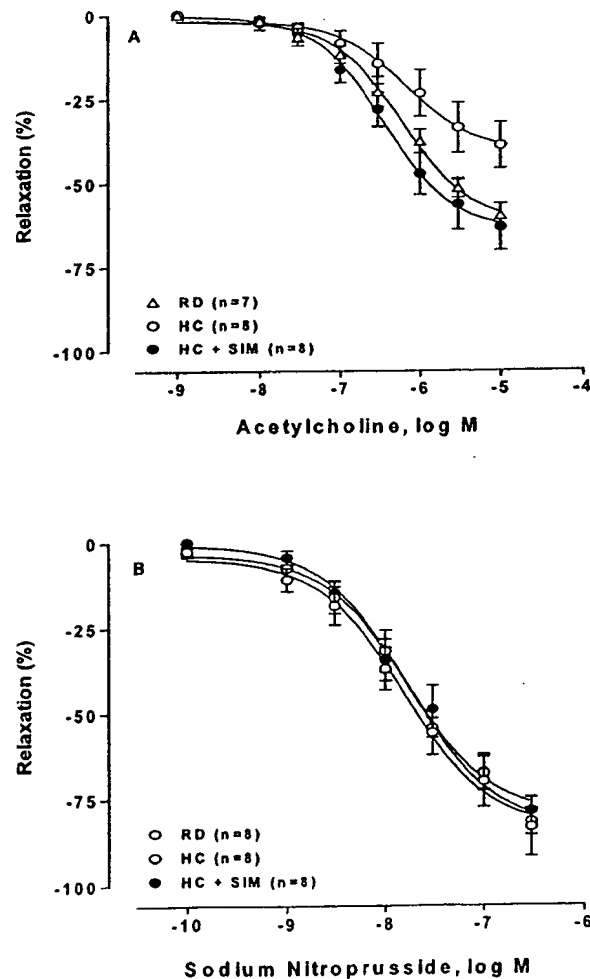 A
0
-25
-50
-75
-100
Relaxation (%)
RD (n=7)
HC (n=8)
HC + SIM (n=8)
-9 -8 -7 -6 -5 -4
Acetylcholine, log M
B
0
-25
-50
-75
-100
Relaxation (%)
RD (n=8)
HC (n=8)
HC + SIM (n=8)
-10 -9 -8 -7 -6
Sodium Nitroprusside, log M